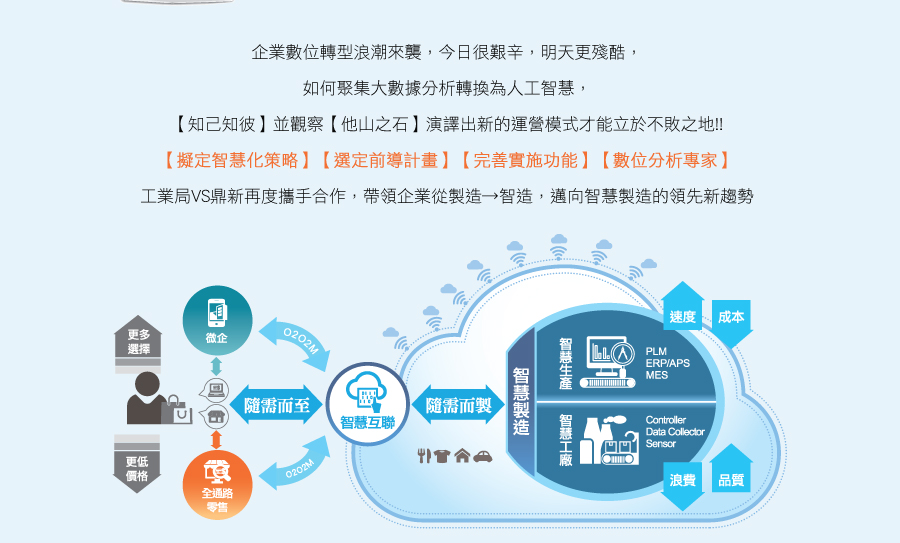 企業數位轉型浪潮來襲，今日很艱辛，明天更殘酷，
如何聚集大數據分析轉換為人工智慧，
【知己知彼】並觀察【他山之石】演譯出新的運營模式才能立於不敗之地!!
【擬定智慧化策略】【選定前導計畫】【完善實施功能】【數位分析專家】
工業局VS鼎新再度攜手合作，帶領企業從製造→智造，邁向智慧製造的領先新趨勢
更多
選擇
微企
O2O2M
隨需而至
智慧互聯
隨需而製
智慧製造
智慧生產
PLM
ERP/APS
MES
智慧工廠
Controller
Data Collector
Sensor
速度
成本
浪費
品質
更低
價格
全通路
零售
O2O2M